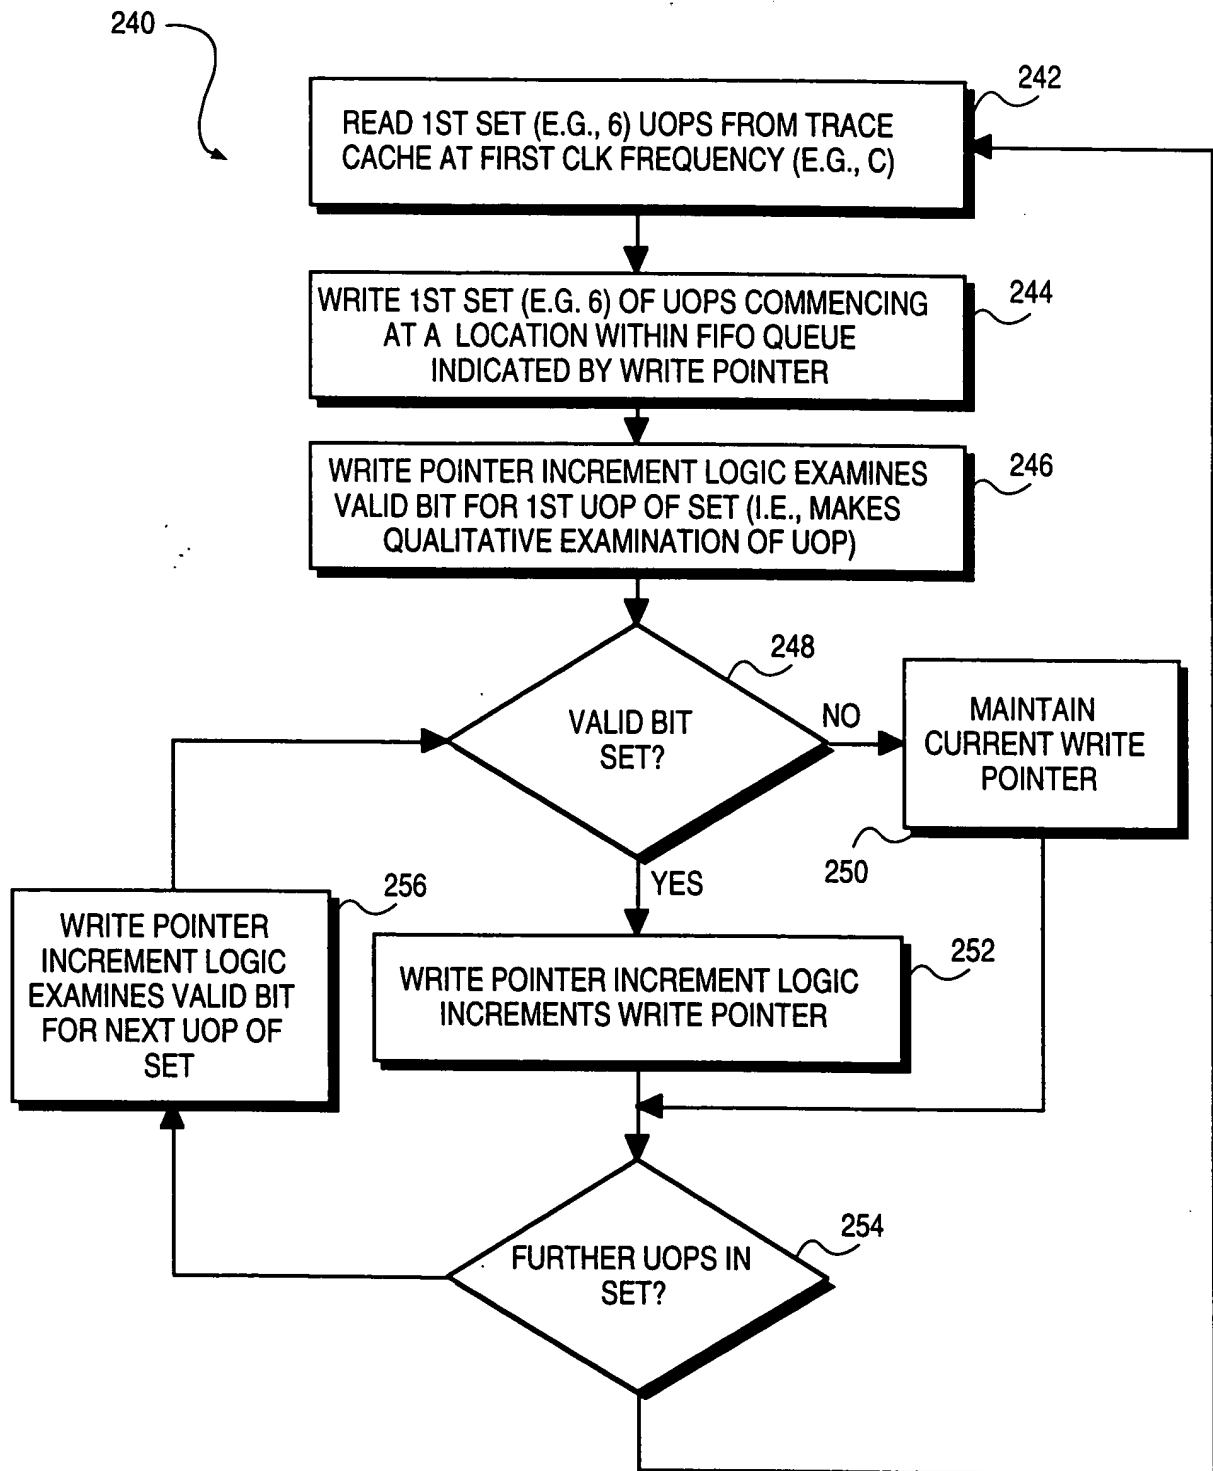 240
242
READ 1ST SET (E.G., 6) UOPS FROM TRACE
CACHE AT FIRST CLK FREQUENCY (E.G., C)
244
WRITE 1ST SET (E.G. 6) OF UOPS COMMENCING
AT A LOCATION WITHIN FIFO QUEUE
INDICATED BY WRITE POINTER
246
WRITE POINTER INCREMENT LOGIC EXAMINES
VALID BIT FOR 1ST UOP OF SET (I.E., MAKES
QUALITATIVE EXAMINATION OF UOP)
248
VALID BIT
SET?
NO
MAINTAIN
CURRENT WRITE
POINTER
250
YES
256
WRITE POINTER
INCREMENT LOGIC
EXAMINES VALID BIT
FOR NEXT UOP OF
SET
252
WRITE POINTER INCREMENT LOGIC
INCREMENTS WRITE POINTER
254
FURTHER UOPS IN
SET?